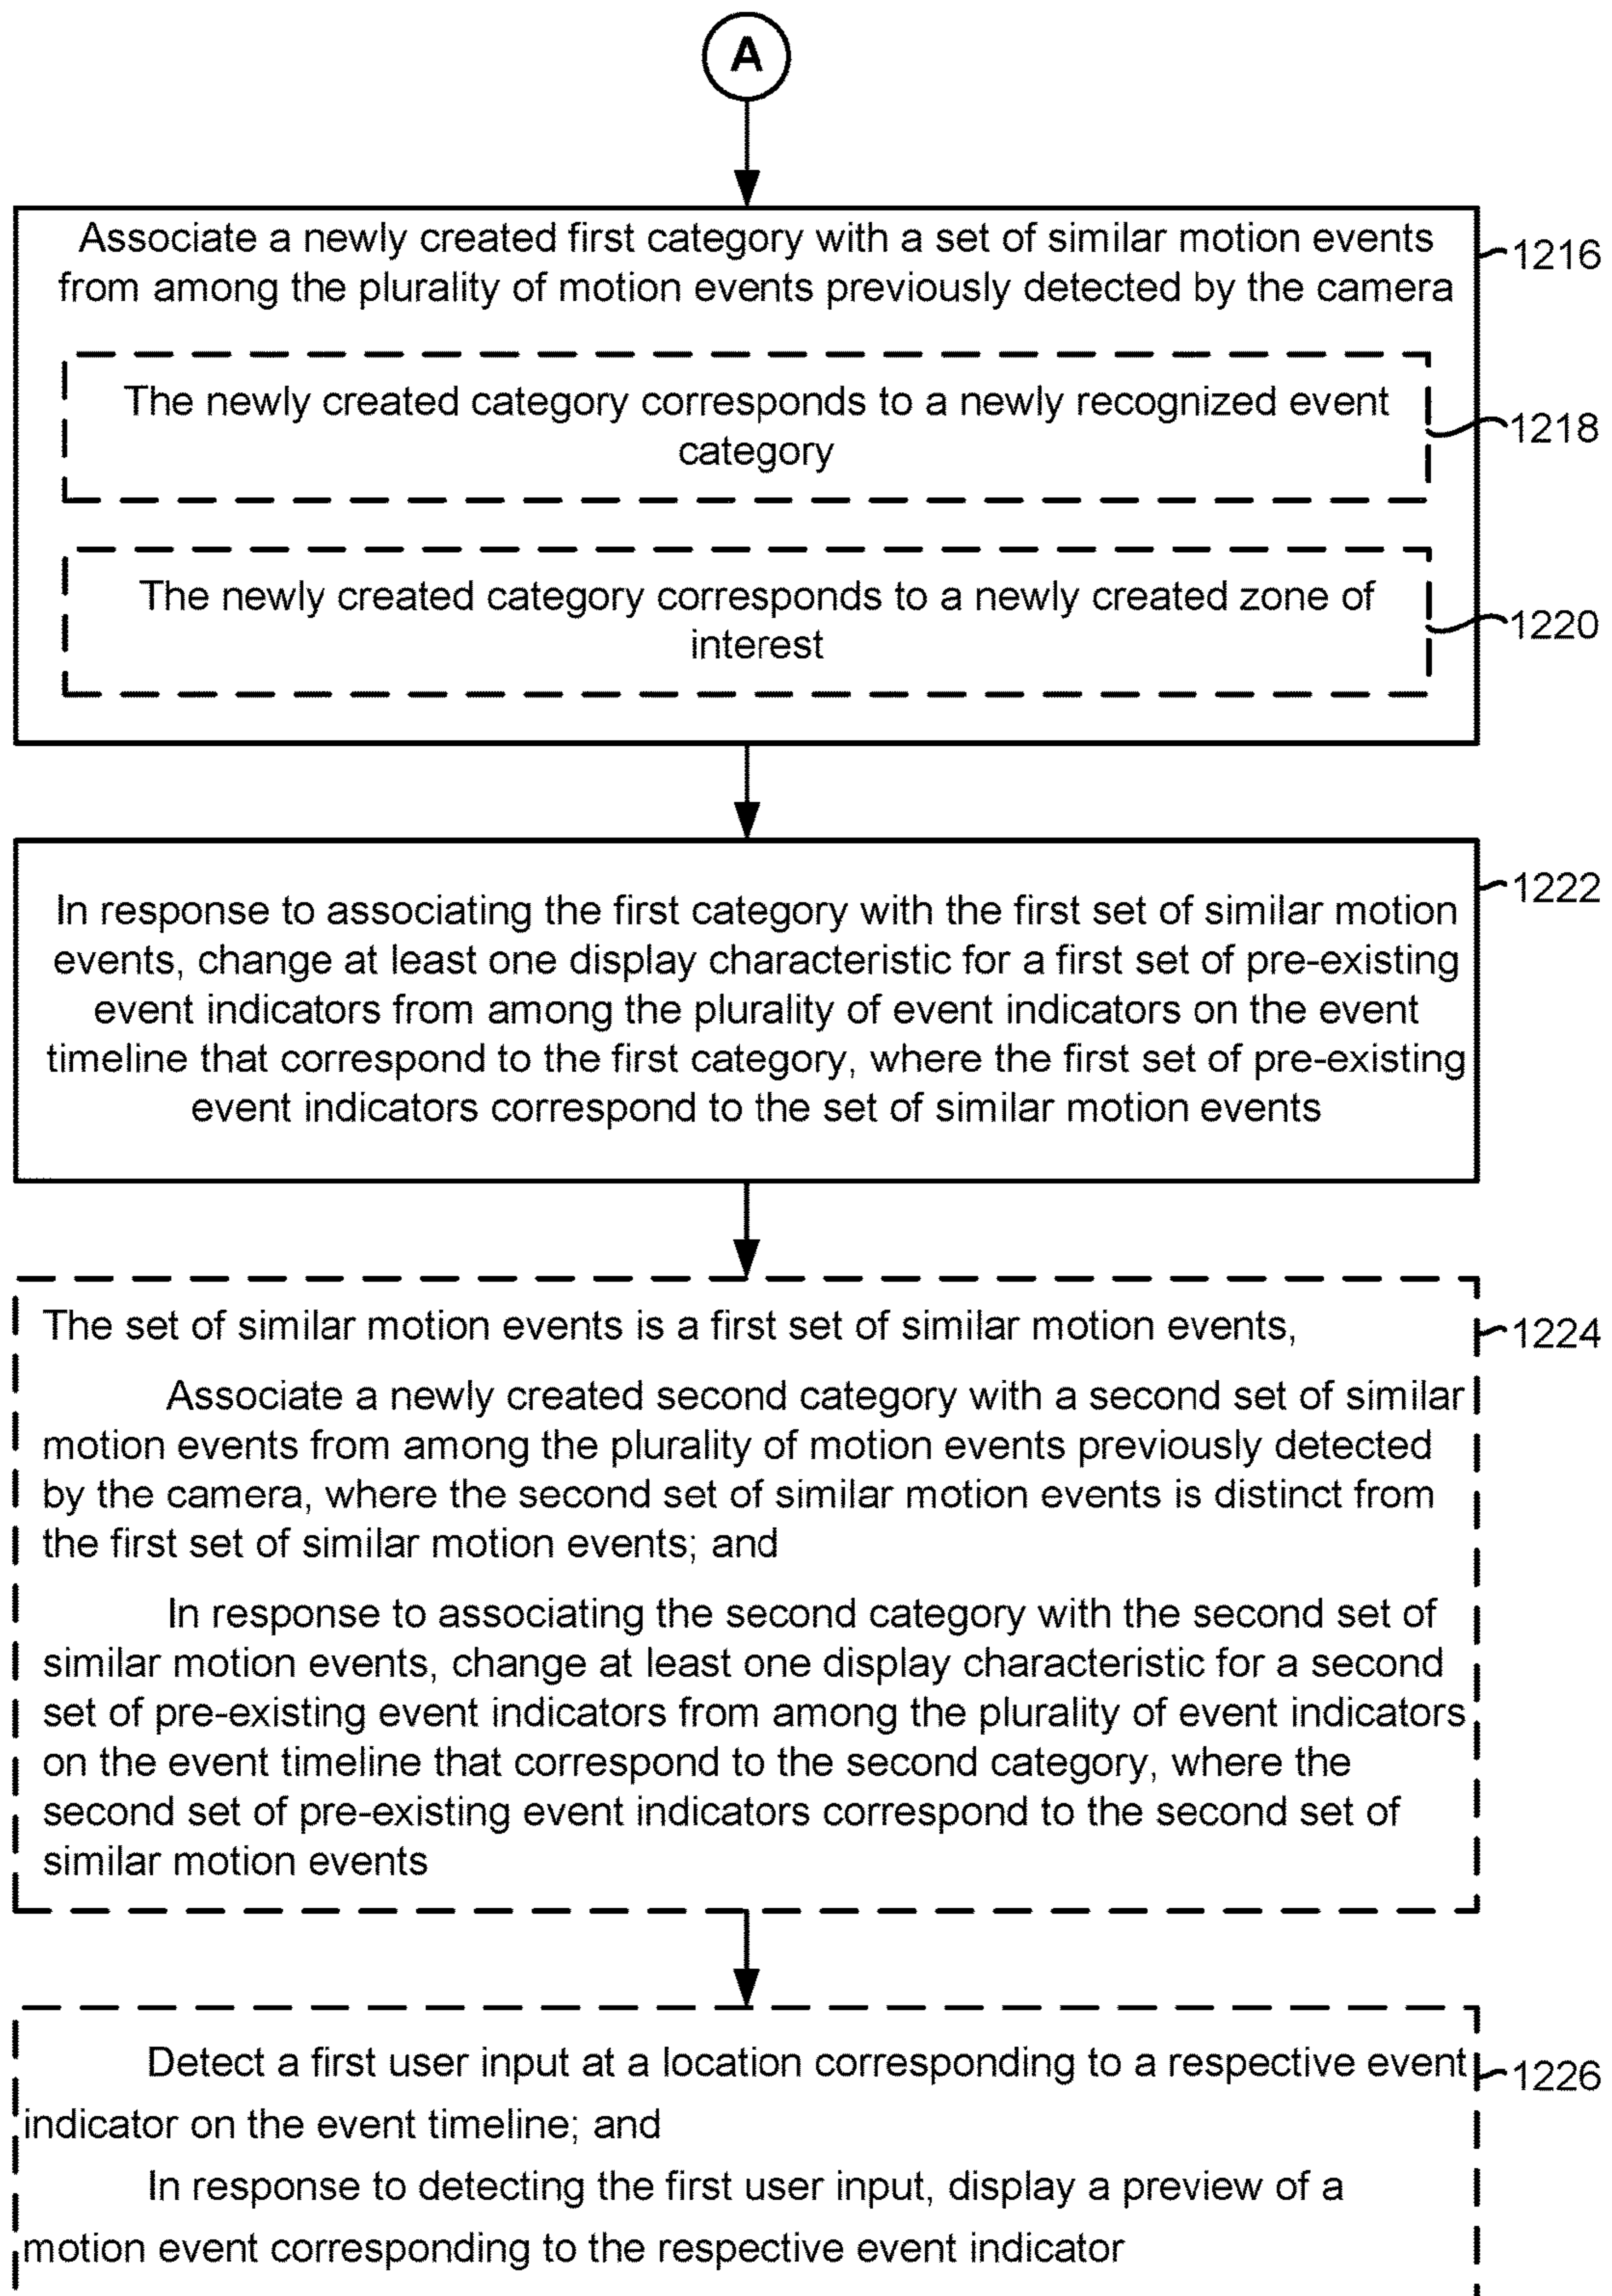 A
Associate a newly created first category with a set of similar motion events
from among the plurality of motion events previously detected by the camera
1216
The newly created category corresponds to a newly recognized event
category
1218
The newly created category corresponds to a newly created zone of
interest
1220
In response to associating the first category with the first set of similar motion
events, change at least one display characteristic for a first set of pre-existing
event indicators from among the plurality of event indicators on the event
timeline that correspond to the first category, where the first set of pre-existing
event indicators correspond to the set of similar motion events
1222
The set of similar motion events is a first set of similar motion events,
1224
Associate a newly created second category with a second set of similar
motion events from among the plurality of motion events previously detected
by the camera, where the second set of similar motion events is distinct from
the first set of similar motion events; and
In response to associating the second category with the second set of
similar motion events, change at least one display characteristic for a second
set of pre-existing event indicators from among the plurality of event indicators
on the event timeline that correspond to the second category, where the
second set of pre-existing event indicators correspond to the second set of
similar motion events
Detect a first user input at a location corresponding to a respective event
1226
indicator on the event timeline; and
In response to detecting the first user input, display a preview of a
motion event corresponding to the respective event indicator